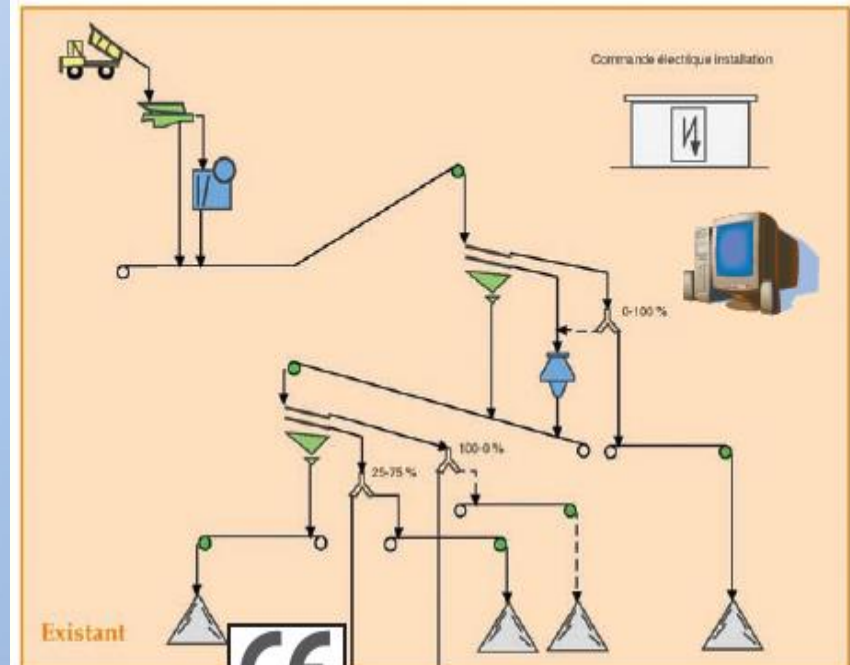 Commande électrique installation
0-100 %
100-0 %
25-75 %
Existant
CE